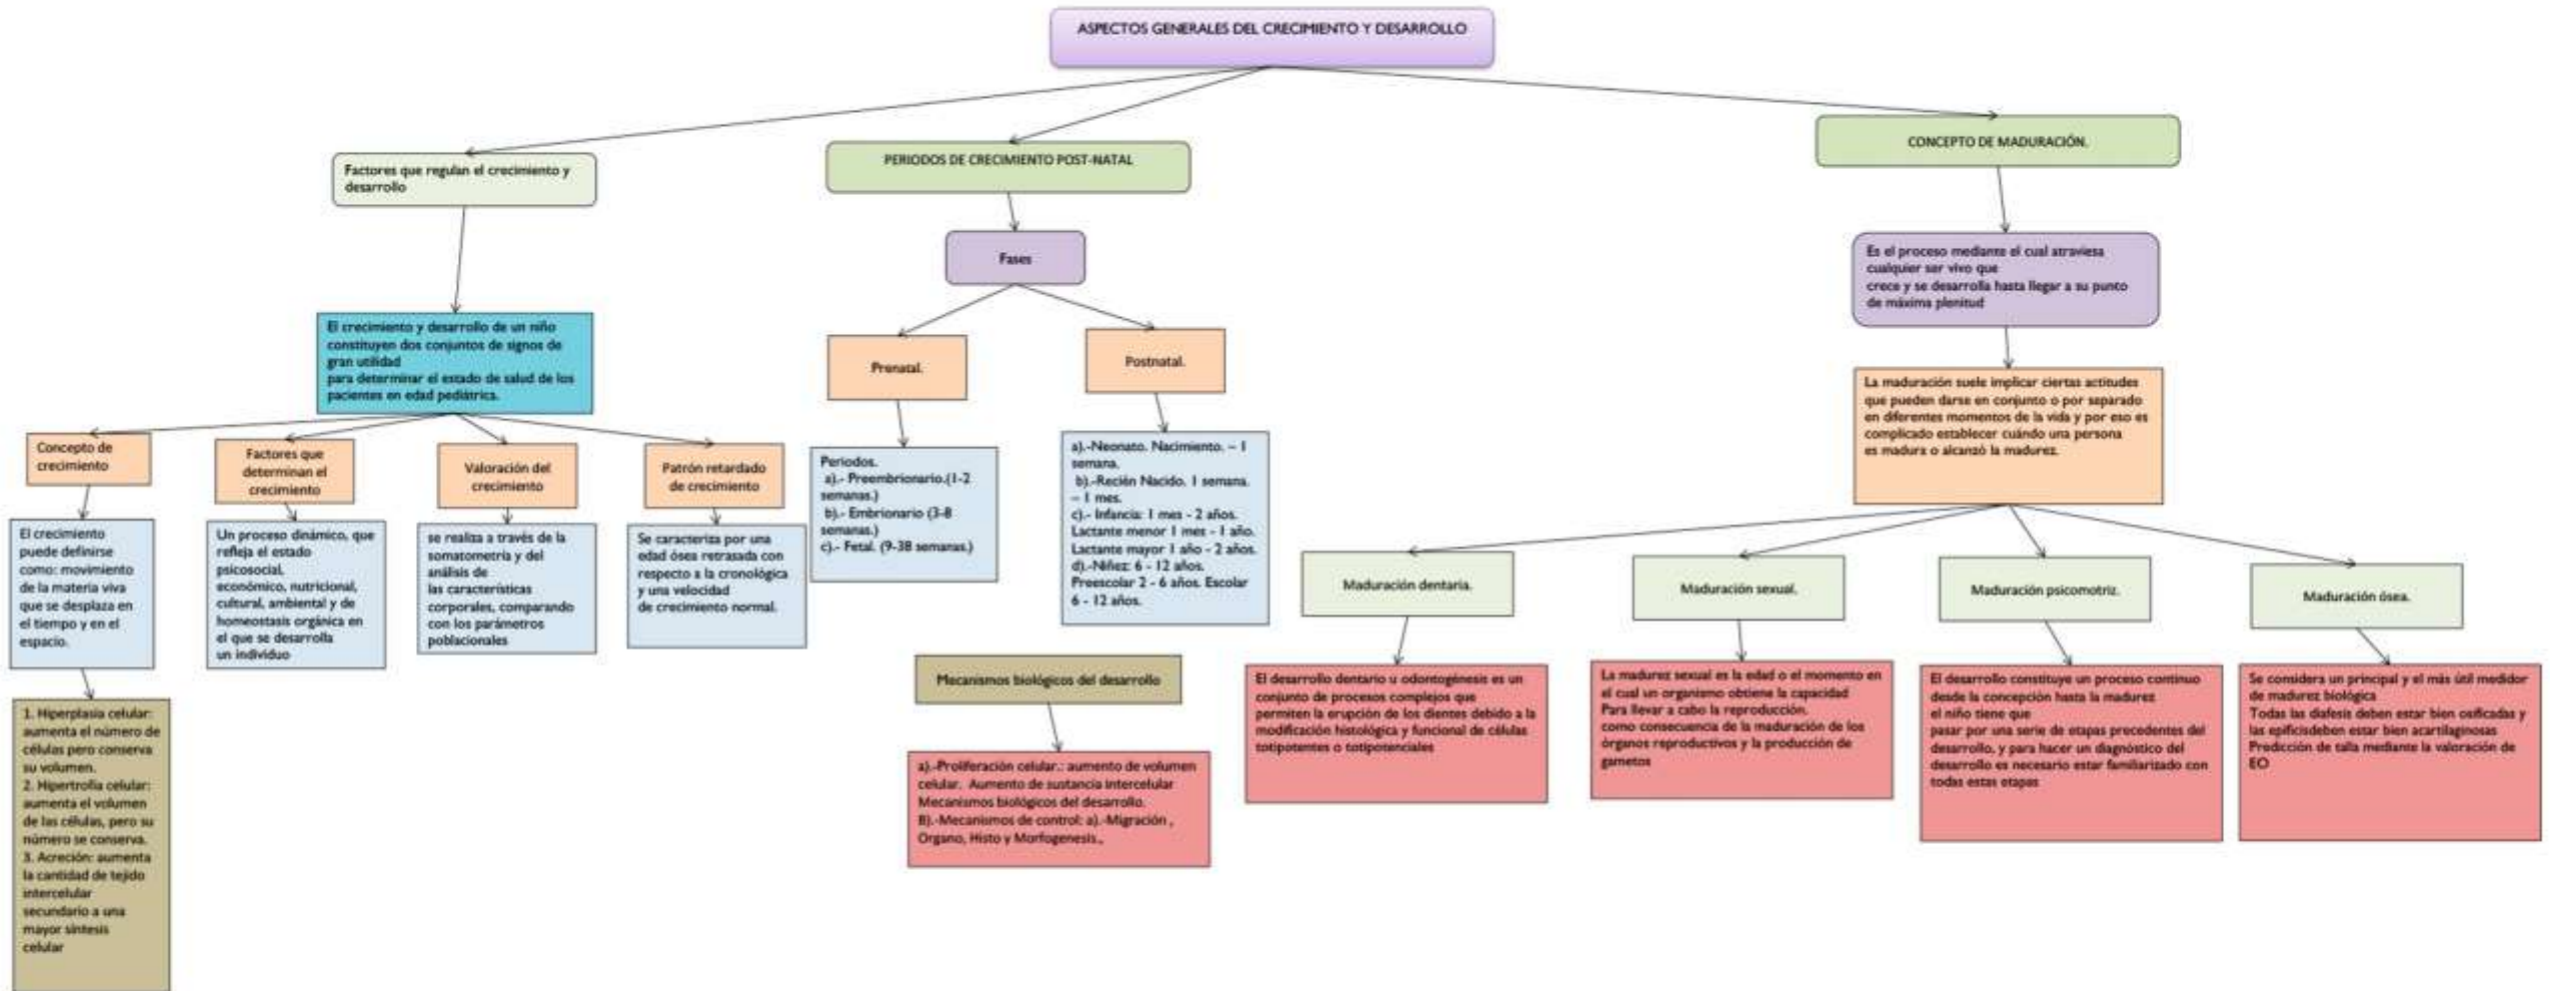 ASPECTOS GENERALES DEL CRECIMIENTO Y DESARROLLO
Factores que regulan el crecimiento y
desarrollo
El crecimiento y desarrollo de un niño
constituyen dos conjuntos de signos de
gran utilidad
para determinar el estado de salud de los
pacientes en edad pediátrica.
Concepto de
crecimiento
El crecimiento
puede definirse
como: movimiento
de la materia viva
que se desplaza en
el tiempo y en el
espacio.
1. Hiperplasia celular:
aumenta el número de
células pero conserva
su volumen.
2. Hipertrofia celular:
aumenta el volumen
de las células, pero su
número se conserva.
3. Acreción: aumenta
la cantidad de tejido
intercelular
secundario a una
mayor síntesis
celular
Factores que
determinan el
crecimiento
Un proceso dinámico, que
refleja el estado
psicosocial,
económico, nutricional,
cultural, ambiental y de
homeostasis orgánica en
el que se desarrolla
un individuo
Valoración del
crecimiento
se realiza a través de la
somatometría y del
análisis de
las características
corporales, comparando
con los parámetros
poblacionales
Patrón retardado
de crecimiento
Se caracteriza por una
edad ósea retrasada con
respecto a la cronológica
y una velocidad
de crecimiento normal.
PERIODOS DE CRECIMIENTO POST-NATAL
Fases
Prenatal.
Periodos.
a).- Preembrionario.(1-2
semanas.)
b).- Embrionario (3-8
semanas.)
c).- Fetal. (9-38 semanas.)
Postnatal.
a).-Neonato. Nacimiento. – 1
semana.
b).-Recién Nacido. 1 semana.
– 1 mes.
c).- Infancia: 1 mes - 2 años.
Lactante menor 1 mes - 1 año.
Lactante mayor 1 año - 2 años.
d).-Niñez: 6 - 12 años.
Preescolar 2 - 6 años. Escolar
6 - 12 años.
Mecanismos biológicos del desarrollo
a).-Proliferación celular.: aumento de volumen
celular. Aumento de sustancia intercelular
Mecanismos biológicos del desarrollo.
B).-Mecanismos de control: a).-Migración ,
Organo, Histo y Morfogenesis.,
CONCEPTO DE MADURACIÓN.
Es el proceso mediante el cual atraviesa
cualquier ser vivo que
crece y se desarrolla hasta llegar a su punto
de máxima plenitud
La maduración suele implicar ciertas actitudes
que pueden darse en conjunto o por separado
en diferentes momentos de la vida y por eso es
complicado establecer cuándo una persona
es madura o alcanzó la madurez.
Maduración dentaria.
El desarrollo dentario u odontogénesis es un
conjunto de procesos complejos que
permiten la erupción de los dientes debido a la
modificación histológica y funcional de células
totipotentes o totipotenciales
Maduración sexual.
La madurez sexual es la edad o el momento en
el cual un organismo obtiene la capacidad
Para llevar a cabo la reproducción.
como consecuencia de la maduración de los
órganos reproductivos y la producción de
gametos
Maduración psicomotriz.
El desarrollo constituye un proceso continuo
desde la concepción hasta la madurez
el niño tiene que
pasar por una serie de etapas precedentes del
desarrollo, y para hacer un diagnóstico del
desarrollo es necesario estar familiarizado con
todas estas etapas
Maduración ósea.
Se considera un principal y el más útil medidor
de madurez biológica
Todas las diafesis deben estar bien osificadas y
las epificisdeben estar bien acartilaginosas
Predicción de talla mediante la valoración de
EO